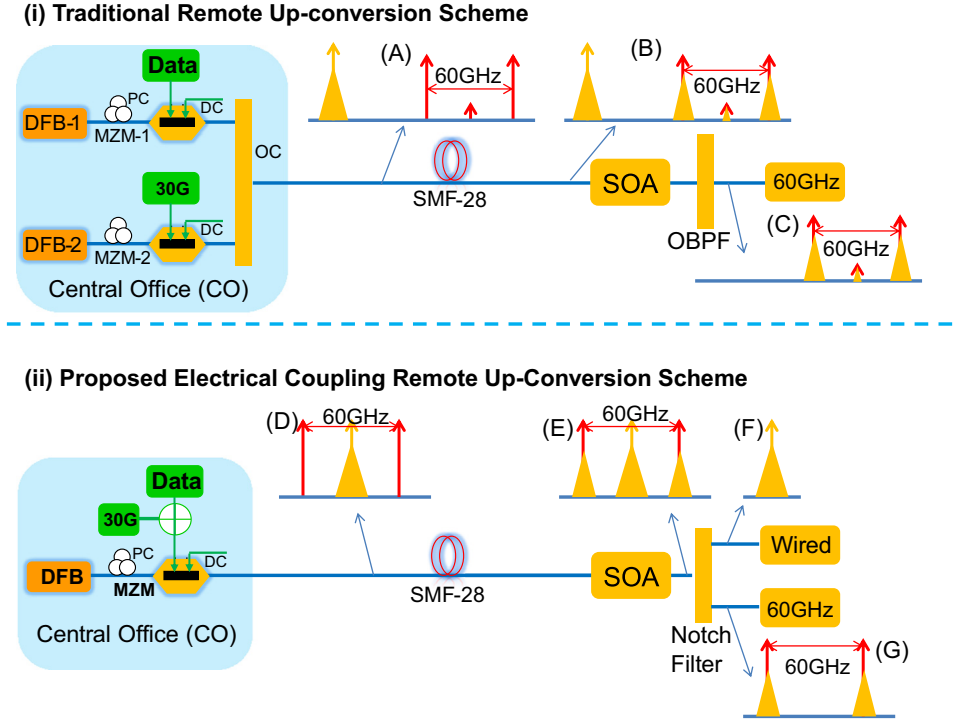 (i) Traditional Remote Up-conversion Scheme
Data
PC
DC
DFB-1
MZM-1
OC
30G
DC
DFB-2
MZM-2
Central Office (CO)
(A)
60GHz
(B)
60GHz
SMF-28
SOA
OBPF
60GHz
(C)
60GHz
(ii) Proposed Electrical Coupling Remote Up-Conversion Scheme
Data
30G
PC
DC
DFB
MZM
Central Office (CO)
(D)
60GHz
(E)
60GHz
(F)
SMF-28
SOA
Wired
60GHz
Notch
Filter
60GHz
(G)